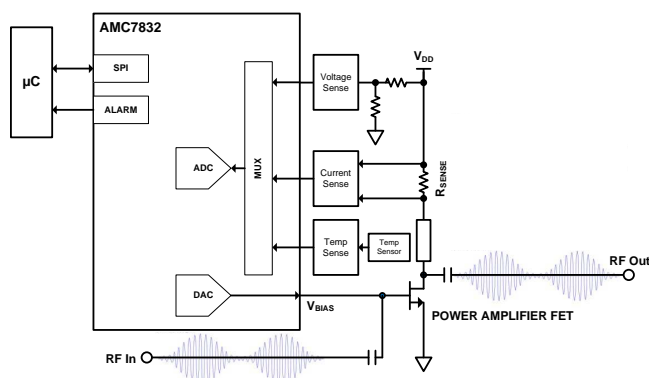 AMC7832
µC
SPI
ALARM
ADC
MUX
DAC
Voltage
Sense
Current
Sense
Temp
Sense
Temp
Sensor
VDD
RSENSE
VBIAS
RF Out
POWER AMPLIFIER FET
RF In